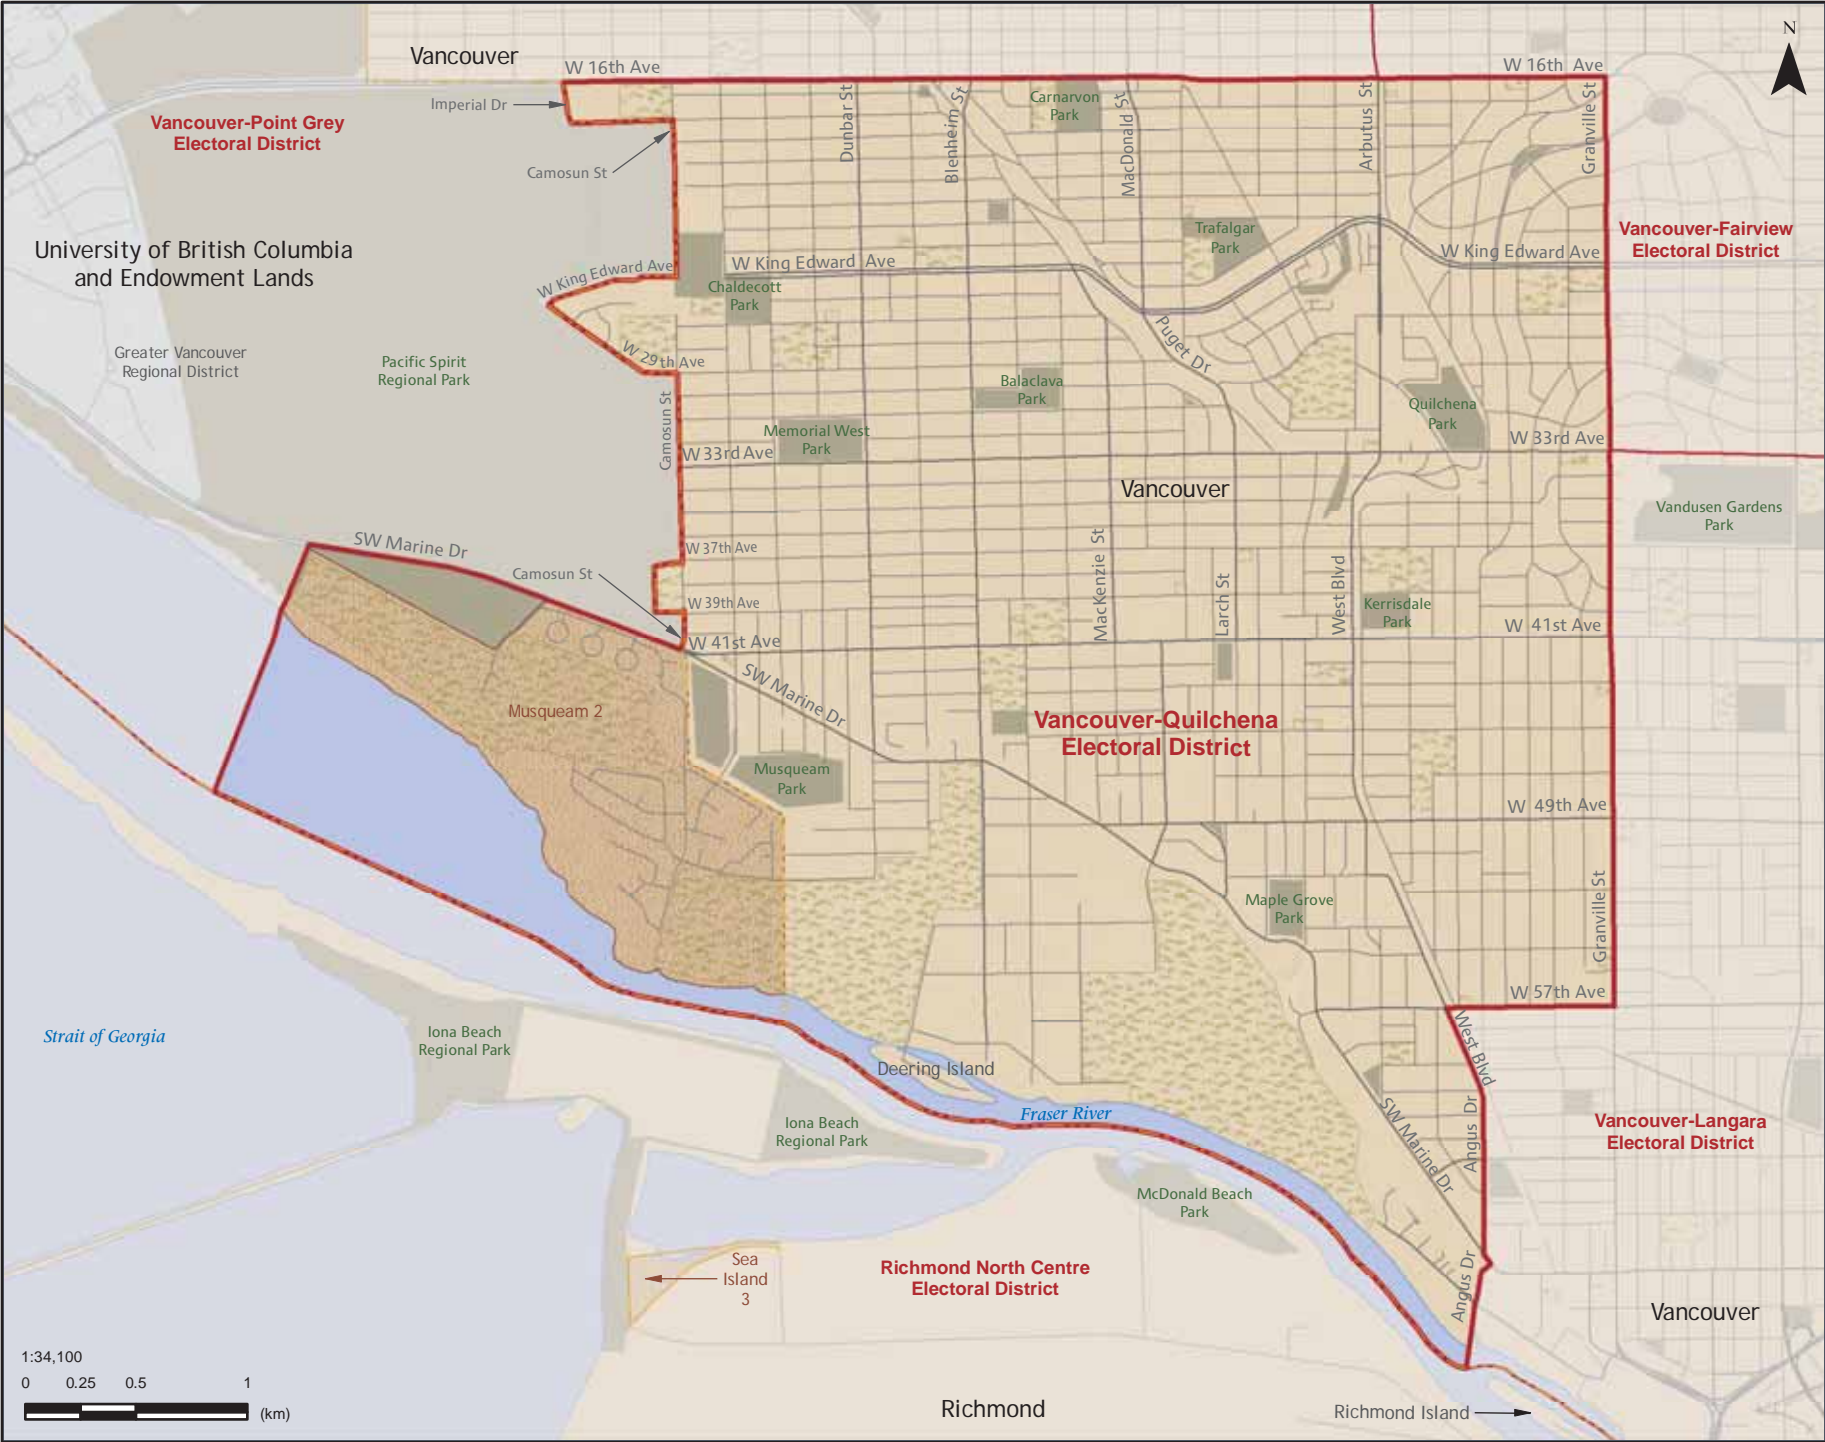 N
Vancouver
W 16th Ave
W 16th Ave
Imperial Dr
Vancouver-Point Grey
Electoral District
Camosun St
Dunbar St
Blenheim St
Carnarvon
Park
MacDonald St
Arbutus St
Granville St
University of British Columbia
and Endowment Lands
Trafalgar
Park
Vancouver-Fairview
Electoral District
W King Edward Ave
W King Edward Ave
W King Edward Ave
Chaldecott
Park
Greater Vancouver
Regional District
Pacific Spirit
Regional Park
W 29th Ave
Puget Dr
Balaclava
Park
Quilchena
Park
Camosun St
Memorial West
Park
W 33rd Ave
W 33rd Ave
Vancouver
Vandusen Gardens
Park
SW Marine Dr
W 37th Ave
Camosun St
W 39th Ave
MacKenzie St
Larch St
West Blvd
Kerrisdale
Park
W 41st Ave
W 41st Ave
SW Marine Dr
Musqueam 2
Vancouver-Quilchena
Electoral District
Musqueam
Park
W 49th Ave
Maple Grove
Park
Granville St
W 57th Ave
Strait of Georgia
Iona Beach
Regional Park
Deering Island
West Blvd
Fraser River
Iona Beach
Regional Park
SW Marine Dr
Angus Dr
Vancouver-Langara
Electoral District
McDonald Beach
Park
Sea
Island
3
Richmond North Centre
Electoral District
Angus Dr
Vancouver
1:34,100
0 0.25 0.5 1
(km)
Richmond
Richmond Island